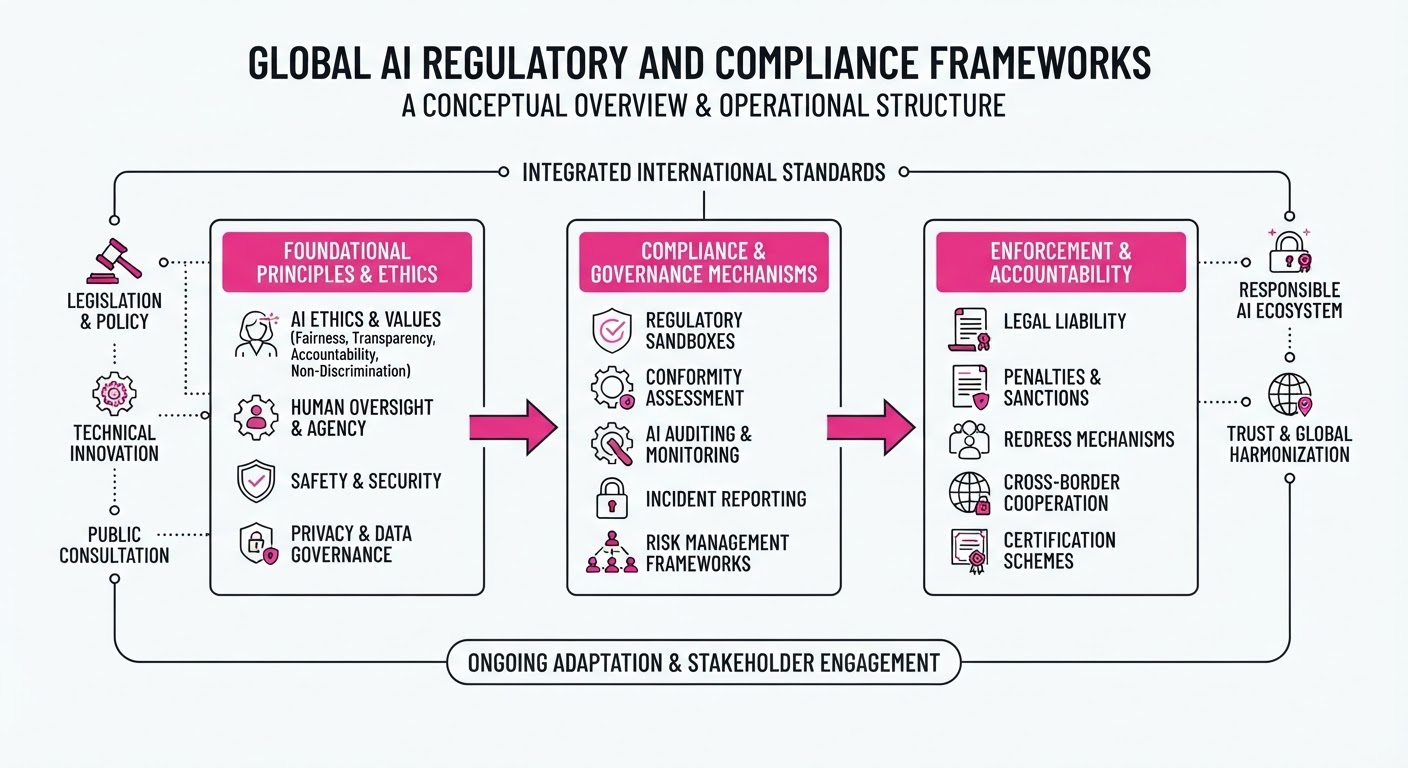 GLOBAL AI REGULATORY AND COMPLIANCE FRAMEWORKS
A CONCEPTUAL OVERVIEW & OPERATIONAL STRUCTURE
INTEGRATED INTERNATIONAL STANDARDS
LEGISLATION
& POLICY
TECHNICAL
INNOVATION
PUBLIC
CONSULTATION
FOUNDATIONAL
PRINCIPLES & ETHICS
AI ETHICS & VALUES
(Fairness, Transparency,
Accountability,
Non-Discrimination)
HUMAN OVERSIGHT
& AGENCY
SAFETY & SECURITY
PRIVACY & DATA
GOVERNANCE
COMPLIANCE &
GOVERNANCE MECHANISMS
REGULATORY
SANDBOXES
CONFORMITY
ASSESSMENT
AI AUDITING &
MONITORING
INCIDENT REPORTING
RISK MANAGEMENT
FRAMEWORKS
ENFORCEMENT &
ACCOUNTABILITY
LEGAL LIABILITY
PENALTIES &
SANCTIONS
REDRESS MECHANISMS
CROSS-BORDER
COOPERATION
CERTIFICATION
SCHEMES
RESPONSIBLE
AI ECOSYSTEM
TRUST & GLOBAL
HARMONIZATION
ONGOING ADAPTATION & STAKEHOLDER ENGAGEMENT